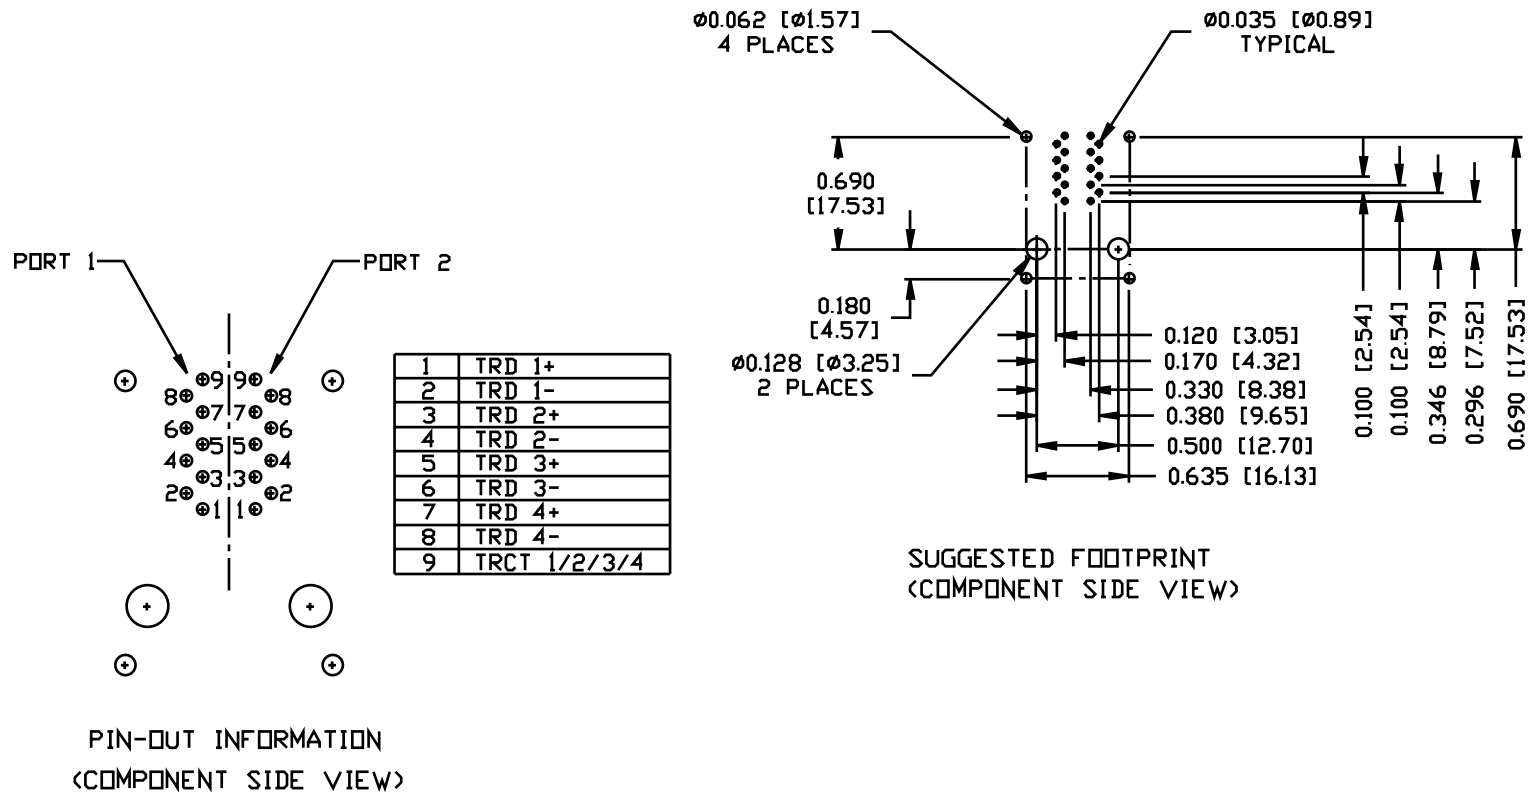 ø0.062 [ø1.57]
4 PLACES
ø0.035 [ø0.89]
TYPICAL
0.690
[17.53]
0.180
[4.57]
ø0.128 [ø3.25]
2 PLACES
0.120 [3.05]
0.170 [4.32]
0.330 [8.38]
0.380 [9.65]
0.500 [12.70]
0.635 [16.13]
0.100 [2.54]
0.100 [2.54]
0.346 [8.79]
0.296 [7.52]
0.690 [17.53]
SUGGESTED FOOTPRINT
(COMPONENT SIDE VIEW)
PORT 1
PORT 2
9 9
8 8
7 7
6 6
5 5
4 4
3 3
2 2
1 1
1 TRD 1+
2 TRD 1-
3 TRD 2+
4 TRD 2-
5 TRD 3+
6 TRD 3-
7 TRD 4+
8 TRD 4-
9 TRCT 1/2/3/4
PIN-OUT INFORMATION
(COMPONENT SIDE VIEW)